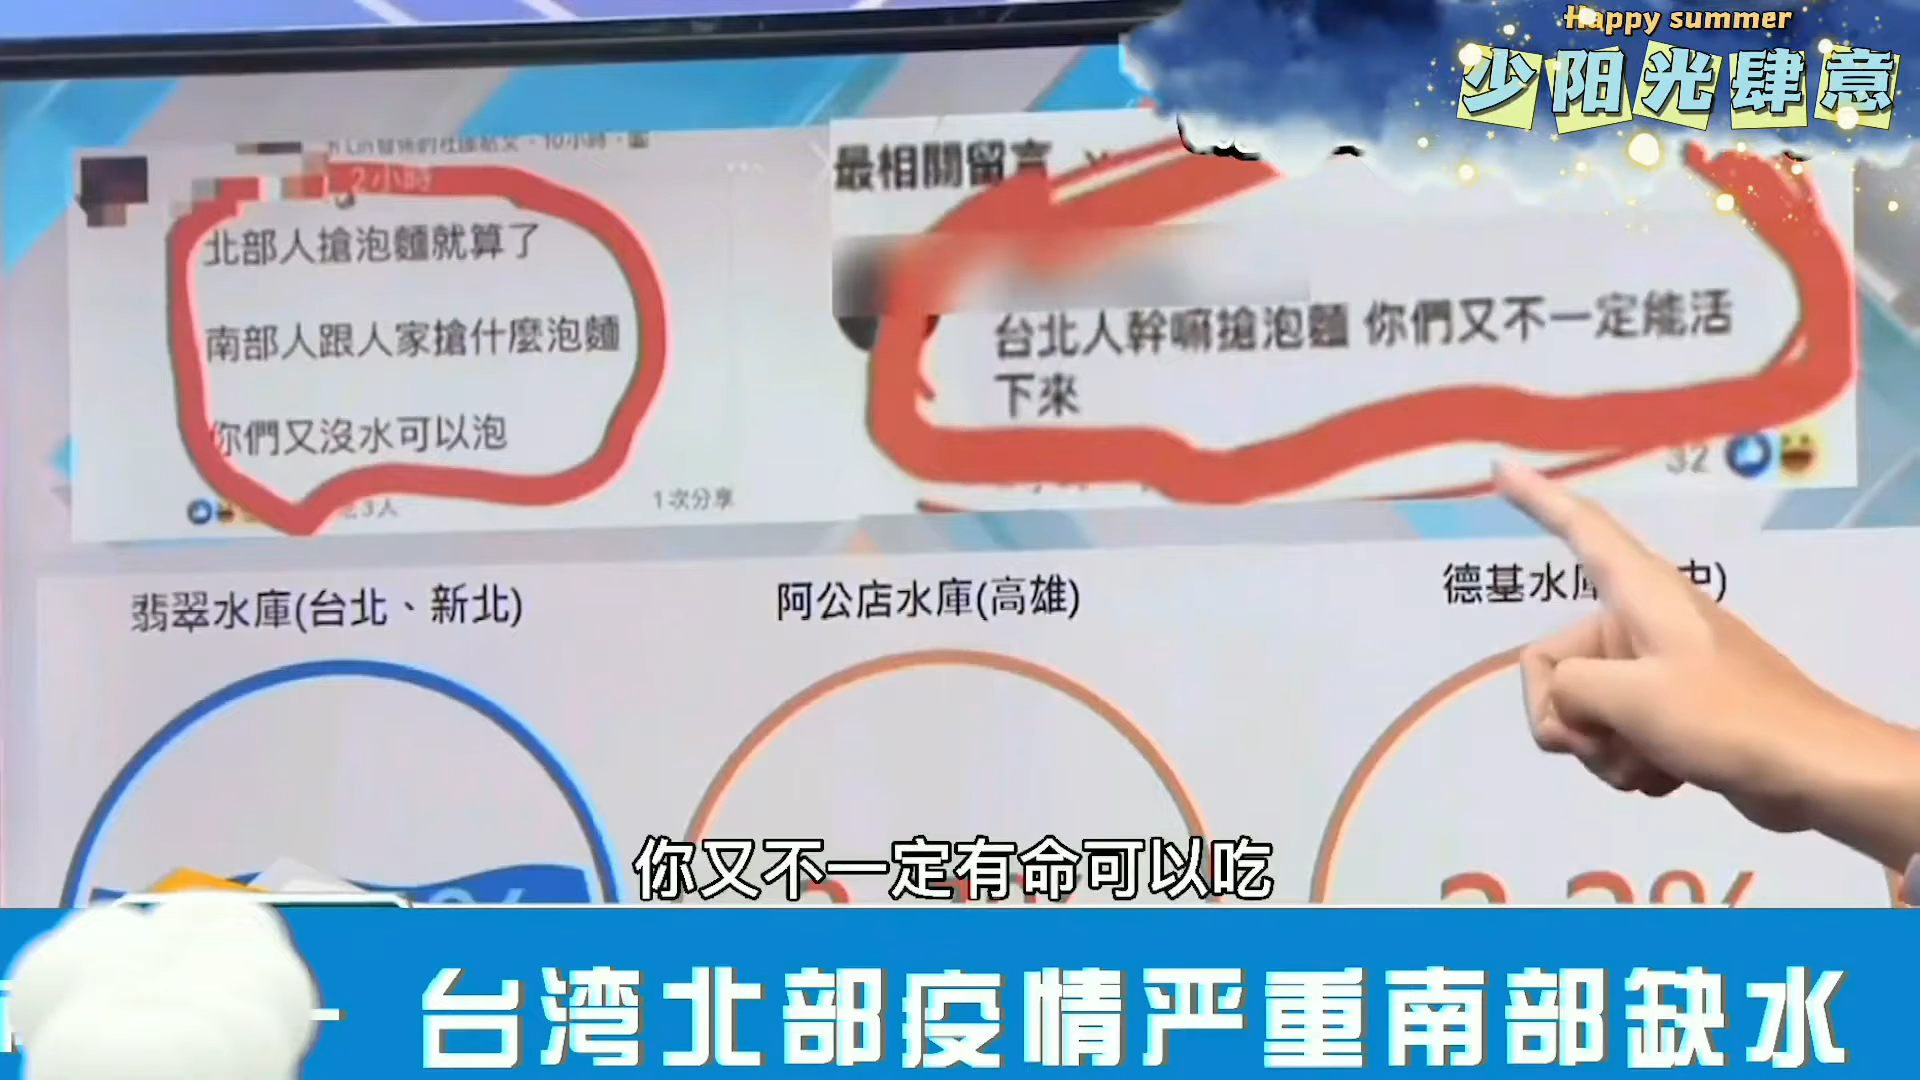 Happy summer
少阳光肆意
2小時
最相關留言
北部人搶泡麵就算了
南部人跟人家搶什麼泡麵
你們又沒水可以泡
1次分享
台北人幹嘛搶泡麵 你們又不一定能活
下來
32
翡翠水庫(台北、新北)
阿公店水庫(高雄)
德基水庫
中)
你又不一定有命可以吃
台湾北部疫情严重南部缺水